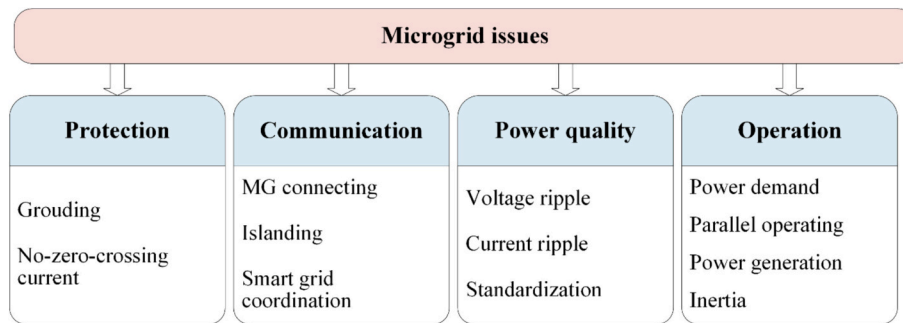 Microgrid issues
Protection
Grouding
No-zero-crossing
current
Communication
MG connecting
Islanding
Smart grid
coordination
Power quality
Voltage ripple
Current ripple
Standardization
Operation
Power demand
Parallel operating
Power generation
Inertia